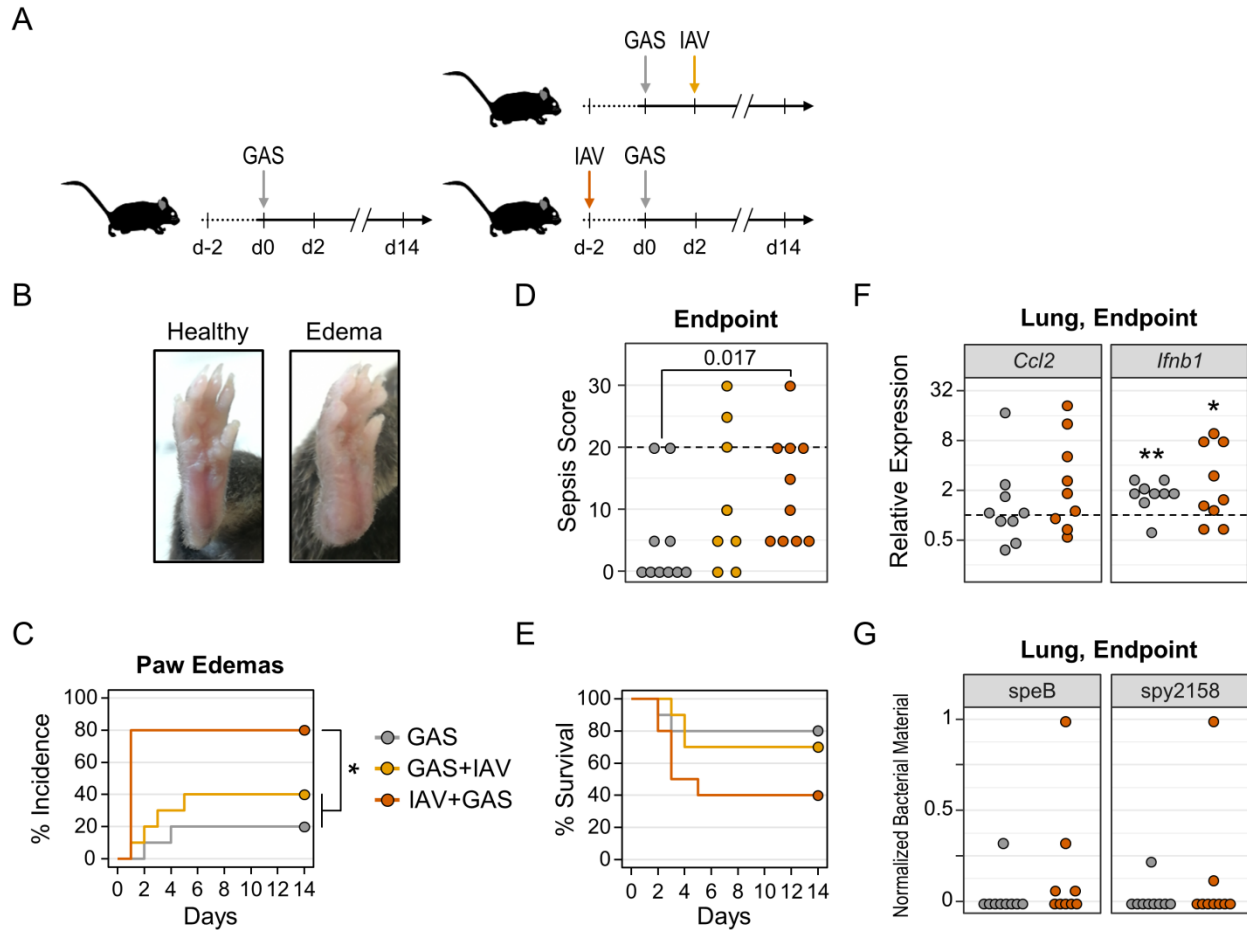 A
GAS IAV
GAS
IAV GAS
d-2 d0 d2 d14
d-2 d0 d2 d14
B
Healthy Edema
C
Paw Edemas
% Incidence
100
80
60
40
20
0
0 2 4 6 8 10 12 14
Days
*
GAS
GAS+IAV
IAV+GAS
D
Endpoint
0.017
Sepsis Score
30
20
10
0
E
% Survival
100
80
60
40
20
0
0 2 4 6 8 10 12 14
Days
F
Lung, Endpoint
Ccl2 Ifnb1
Relative Expression
32
8
2
0.5
**
*
G
Lung, Endpoint
speB spy2158
Normalized Bacterial Material
1
0.5
0